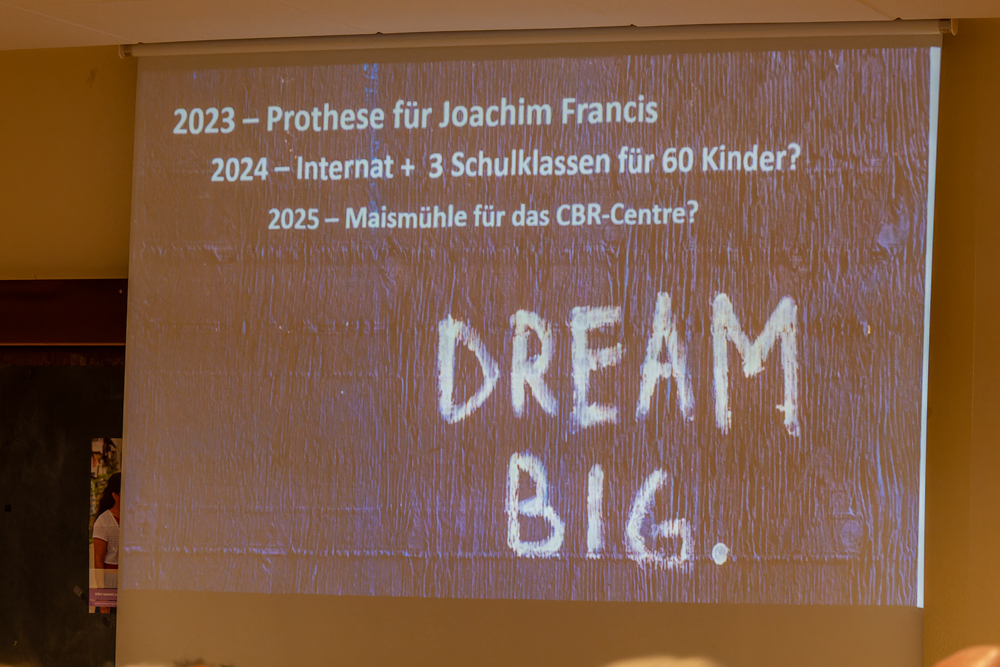 2023 – Prothese für Joachim Francis
2024 – Internat + 3 Schulklassen für 60 Kinder?
2025 – Maismühle für das CBR-Centre?
DREAM
BIG.